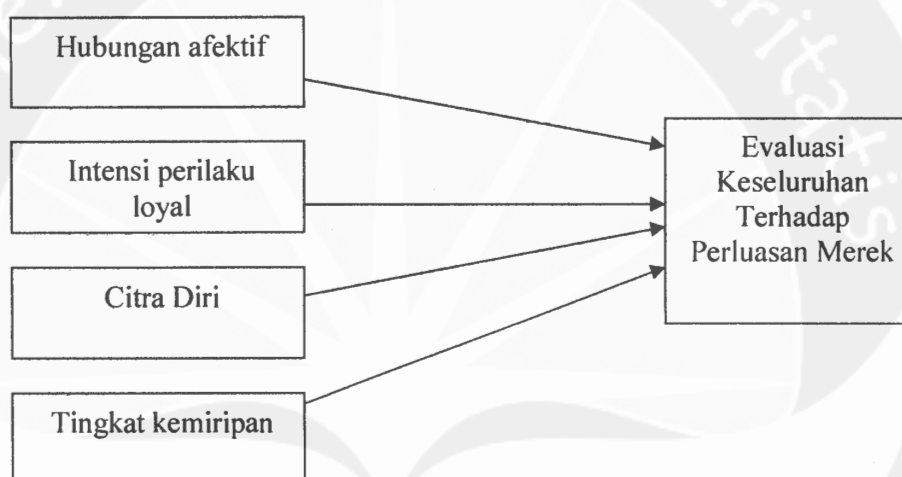 Hubungan afektif
Intensi perilaku
loyal
Citra Diri
Tingkat kemiripan
Evaluasi
Keseluruhan
Terhadap
Perluasan Merek